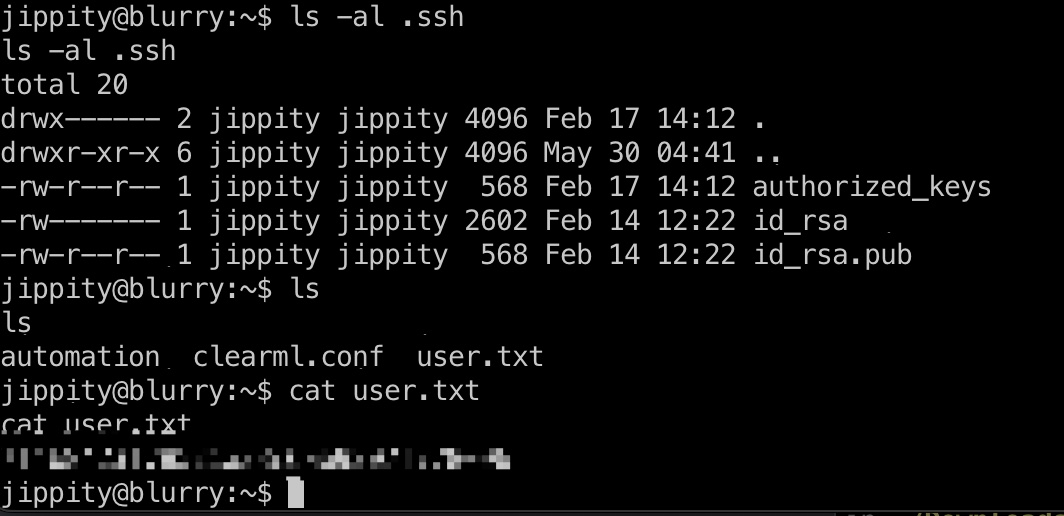 jippity@blurry:~$ ls -al .ssh
ls -al .ssh
total 20
drwx------ 2 jippity jippity 4096 Feb 17 14:12 .
drwxr-xr-x 6 jippity jippity 4096 May 30 04:41 ..
-rw-r--r-- 1 jippity jippity  568 Feb 17 14:12 authorized_keys
-rw------- 1 jippity jippity 2602 Feb 14 12:22 id_rsa
-rw-r--r-- 1 jippity jippity  568 Feb 14 12:22 id_rsa.pub
jippity@blurry:~$ ls
ls
automation  clearml.conf  user.txt
jippity@blurry:~$ cat user.txt
cat user.txt
jippity@blurry:~$